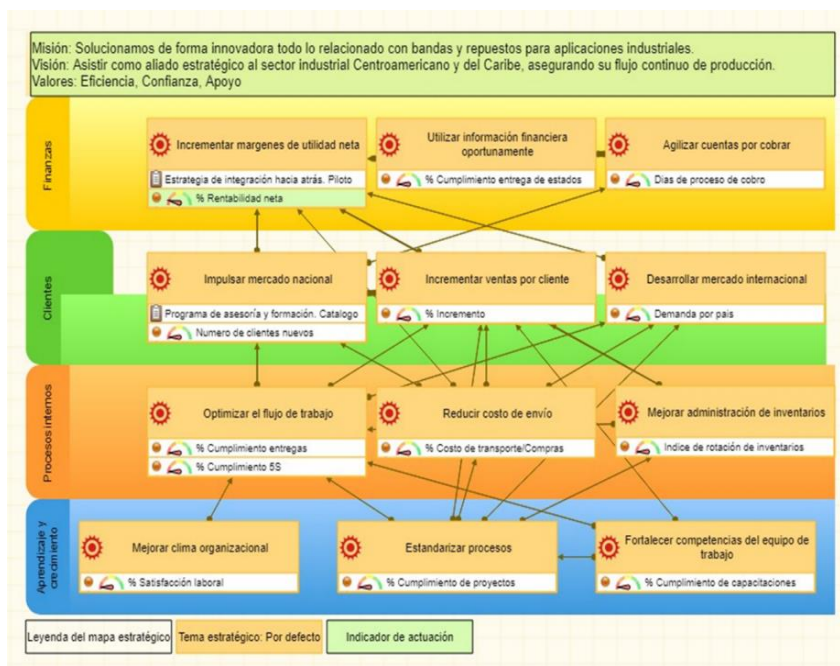 Misión: Solucionamos de forma innovadora todo lo relacionado con bandas y repuestos para aplicaciones industriales.
Visión: Asistir como aliado estratégico al sector industrial Centroamericano y del Caribe, asegurando su flujo continuo de producción.
Valores: Eficiencia, Confianza, Apoyo
Finanzas
Incrementar margenes de utilidad neta
Estrategia de integración hacia atrás. Piloto
% Rentabilidad neta
Utilizar información financiera
oportunamente
% Cumplimiento entrega de estados
Agilizar cuentas por cobrar
Dias de proceso de cobro
Clientes
Impulsar mercado nacional
Programa de asesoría y formación. Catalogo
Numero de clientes nuevos
Incrementar ventas por cliente
% Incremento
Desarrollar mercado internacional
Demanda por pais
Procesos internos
Optimizar el flujo de trabajo
% Cumplimiento entregas
% Cumplimiento 5S
Reducir costo de envío
% Costo de transporte/Compras
Mejorar administración de inventarios
Indice de rotación de inventarios
Aprendizaje y
crecimiento
Mejorar clima organizacional
% Satisfacción laboral
Estandarizar procesos
% Cumplimiento de proyectos
Fortalecer competencias del equipo de
trabajo
% Cumplimiento de capacitaciones
Leyenda del mapa estratégico
Tema estratégico: Por defecto
Indicador de actuación